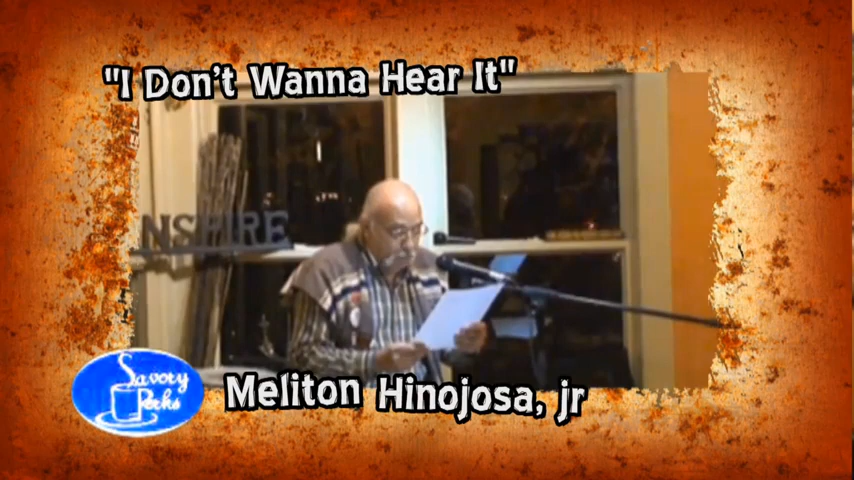 "I Don't Wanna Hear It"
NSPIRE
Savory
Perks
Meliton Hinojosa, jr